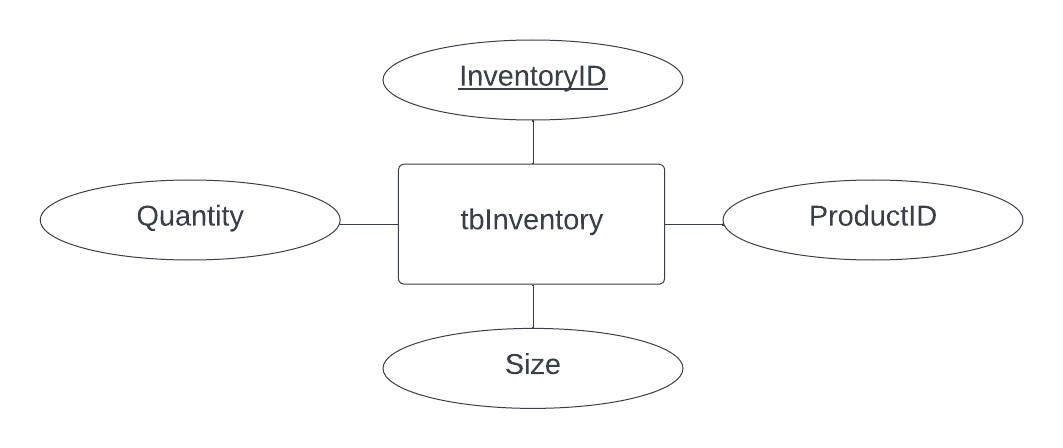 InventoryID
Quantity
tbInventory
ProductID
Size